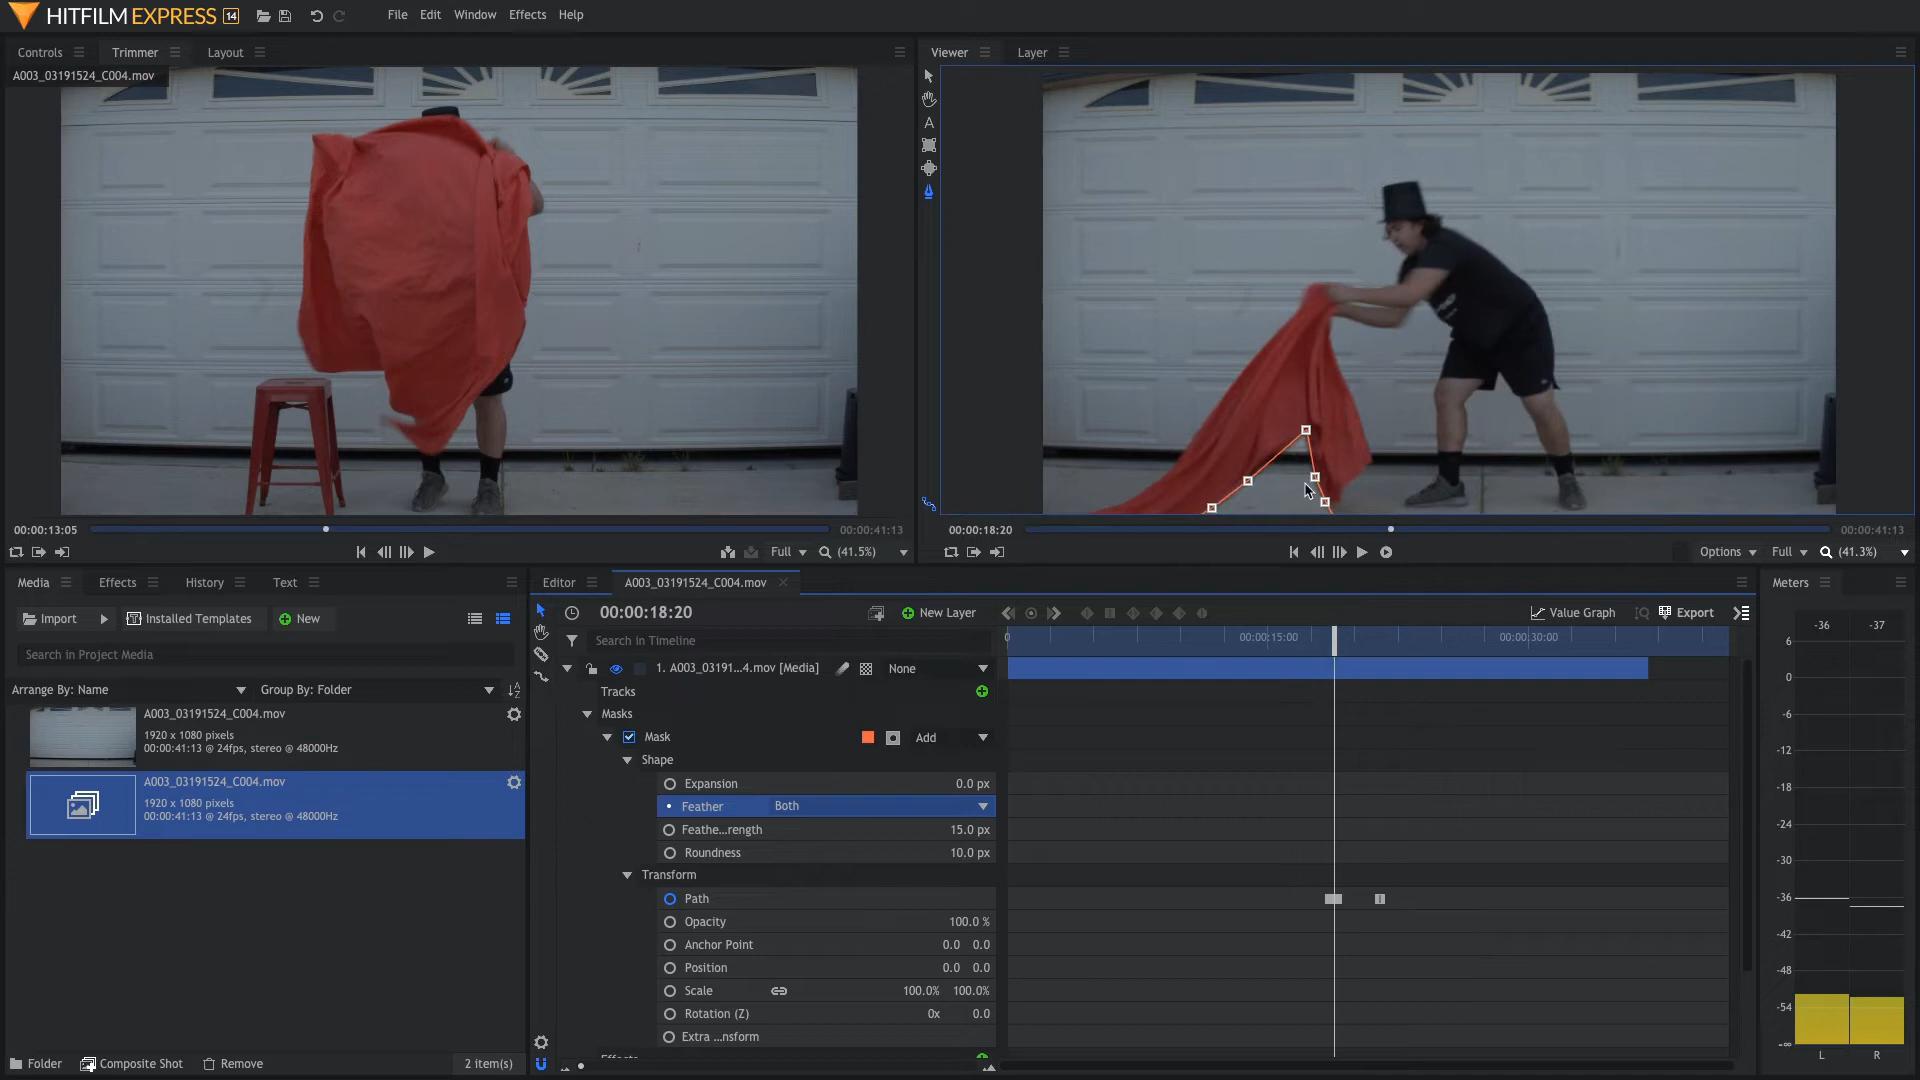 HITFILM EXPRESS 14
File Edit Window Effects Help
Controls Trimmer Layout
A003_03191524_C004.mov
Viewer Layer
00:00:13:05 00:00:41:13
Full (41.5%)
00:00:18:20 00:00:41:13
Options Full (41.3%)
Media Effects History Text
Import Installed Templates New
Search in Project Media
Arrange By: Name Group By: Folder
A003_03191524_C004.mov
1920 x 1080 pixels
00:00:41:13 @ 24fps, stereo @ 48000Hz
A003_03191524_C004.mov
1920 x 1080 pixels
00:00:41:13 @ 24fps, stereo @ 48000Hz
Folder Composite Shot Remove 2 item(s)
Editor A003_03191524_C004.mov
00:00:18:20 New Layer Value Graph Export
Search in Timeline 0 00:00:15:00 00:00:30:00
1. A003_03191...4.mov [Media] None
Tracks
Masks
Mask Add
Shape
Expansion 0.0 px
Feather Both
Feathe...rength 15.0 px
Roundness 10.0 px
Transform
Path
Opacity 100.0 %
Anchor Point 0.0 0.0
Position 0.0 0.0
Scale 100.0% 100.0%
Rotation (Z) 0x 0.0
Extra ...nsform
Meters
-36 -37
6
0
-6
-12
-18
-24
-30
-36
-42
-48
-54
-∞
L R